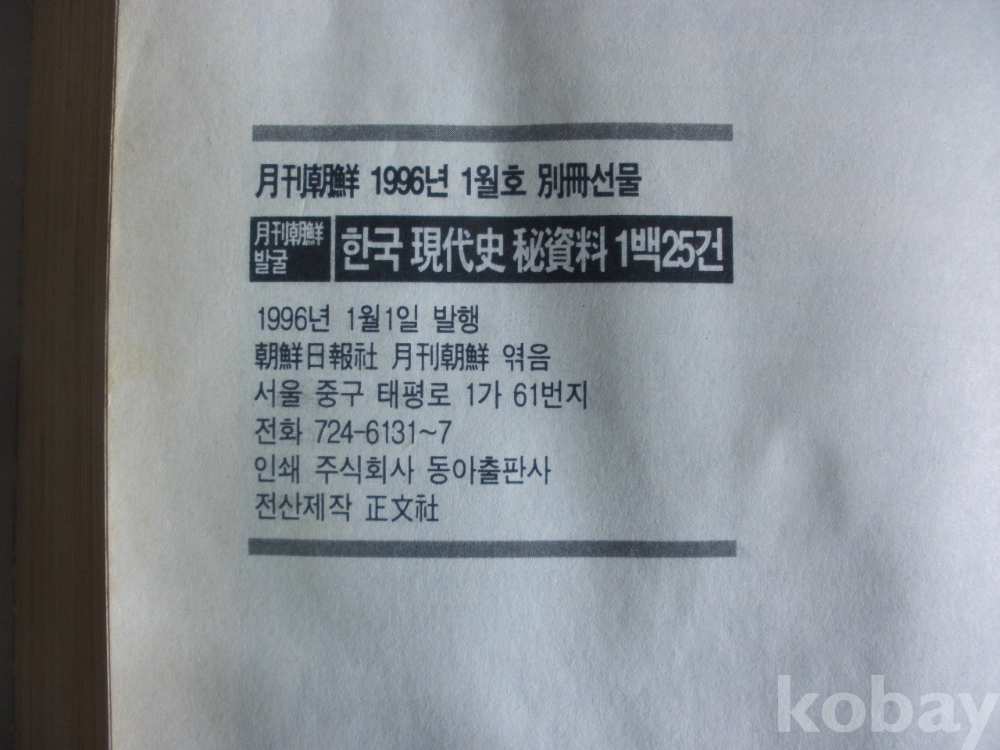 月刊朝鮮 1996년 1월호 別冊선물
月刊朝鮮 발굴
한국 現代史 秘資料 1백25건
1996년 1월1일 발행
朝鮮日報社 月刊朝鮮 엮음
서울 중구 태평로 1가 61번지
전화 724-6131~7
인쇄 주식회사 동아출판사
전산제작 正文社
kobay